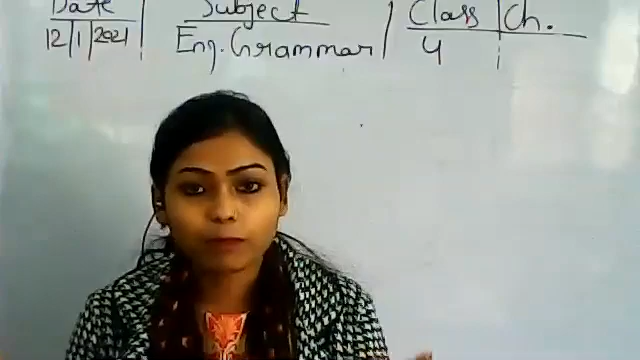 Date | Subject | Class | Ch.
12|1|2021 | Eng. Grammar | 4